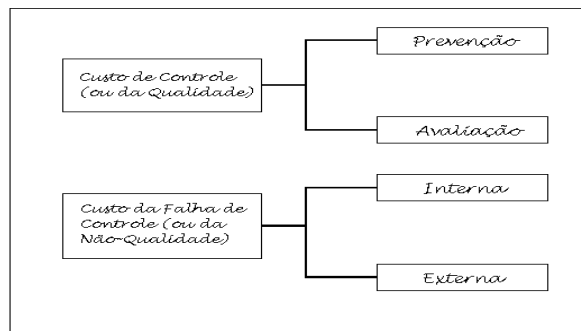 Custo de Controle
(ou da Qualidade)
Prevenção
Avaliação
Custo da Falha de
Controle (ou da
Não-Qualidade)
Interna
Externa